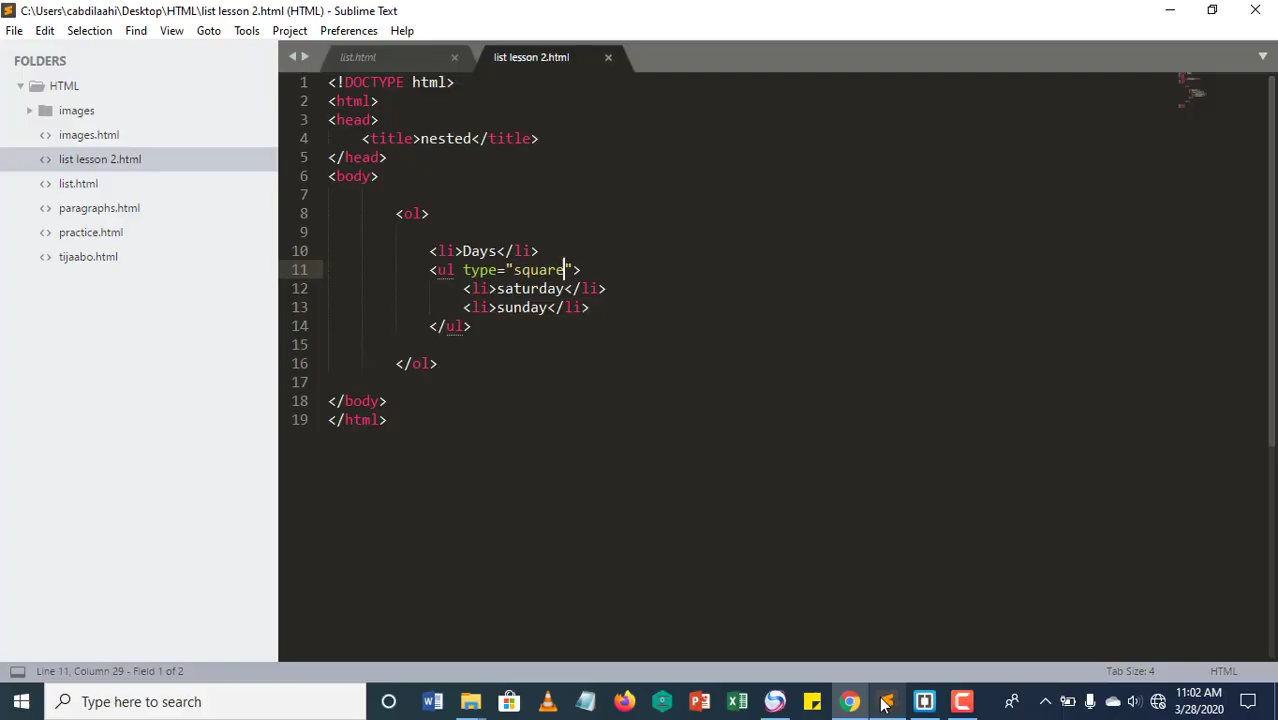 C:\Users\cabdilaahi\Desktop\HTML\list lesson 2.html (HTML) - Sublime Text
File Edit Selection Find View Goto Tools Project Preferences Help
FOLDERS
HTML
images
images.html
list lesson 2.html
list.html
paragraphs.html
practice.html
tijaabo.html
list.html
list lesson 2.html
1 <!DOCTYPE html>
2 <html>
3 <head>
4 <title>nested</title>
5 </head>
6 <body>
7
8 <ol>
9
10 <li>Days</li>
11 <ul type="square">
12 <li>saturday</li>
13 <li>sunday</li>
14 </ul>
15
16 </ol>
17
18 </body>
19 </html>
Line 11, Column 29 - Field 1 of 2
Tab Size: 4
HTML
Type here to search
11:02 AM
3/28/2020